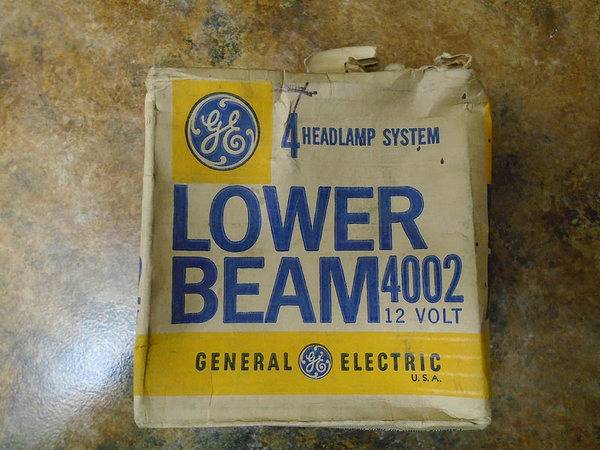 GE
4 HEADLAMP SYSTEM
LOWER
BEAM 4002
12 VOLT
GENERAL GE ELECTRIC
U.S.A.